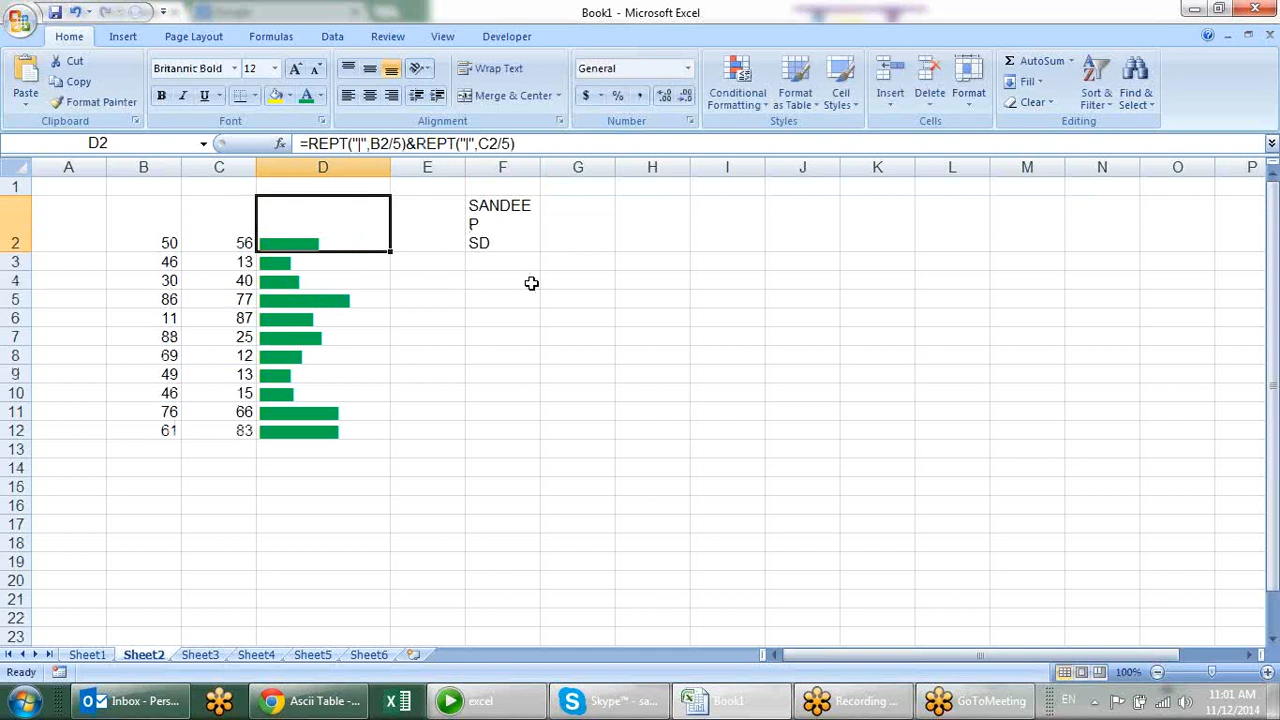 Book1 - Microsoft Excel
Home Insert Page Layout Formulas Data Review View Developer
Paste Cut Copy Format Painter Clipboard
Britannic Bold 12 Font
Wrap Text Merge & Center Alignment
General Number
Conditional Formatting Format as Table Cell Styles Styles
Insert Delete Format Cells
AutoSum Fill Clear Sort & Filter Find & Select Editing
D2 fx =REPT("|",B2/5)&REPT("|",C2/5)
A B C D E F G H I J K L M N O P
1
SANDEE
P
2 50 56 SD
3 46 13
4 30 40
5 86 77
6 11 87
7 88 25
8 69 12
9 49 13
10 46 15
11 76 66
12 61 83
13
14
15
16
17
18
19
20
21
22
23
Sheet1 Sheet2 Sheet3 Sheet4 Sheet5 Sheet6
Ready 100%
Inbox - Pers... Ascii Table -... excel Skype™ - sa... Book1 Recording ... GoToMeeting EN 11:01 AM
11/12/2014